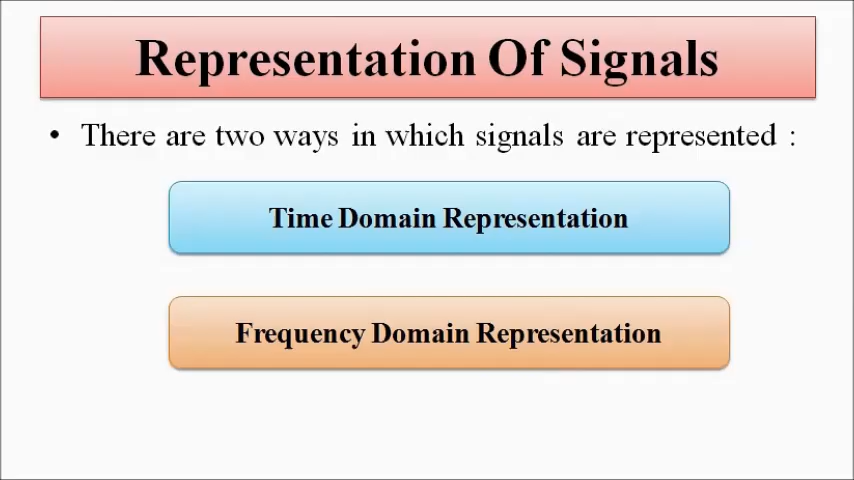 Representation Of Signals
• There are two ways in which signals are represented :
Time Domain Representation
Frequency Domain Representation